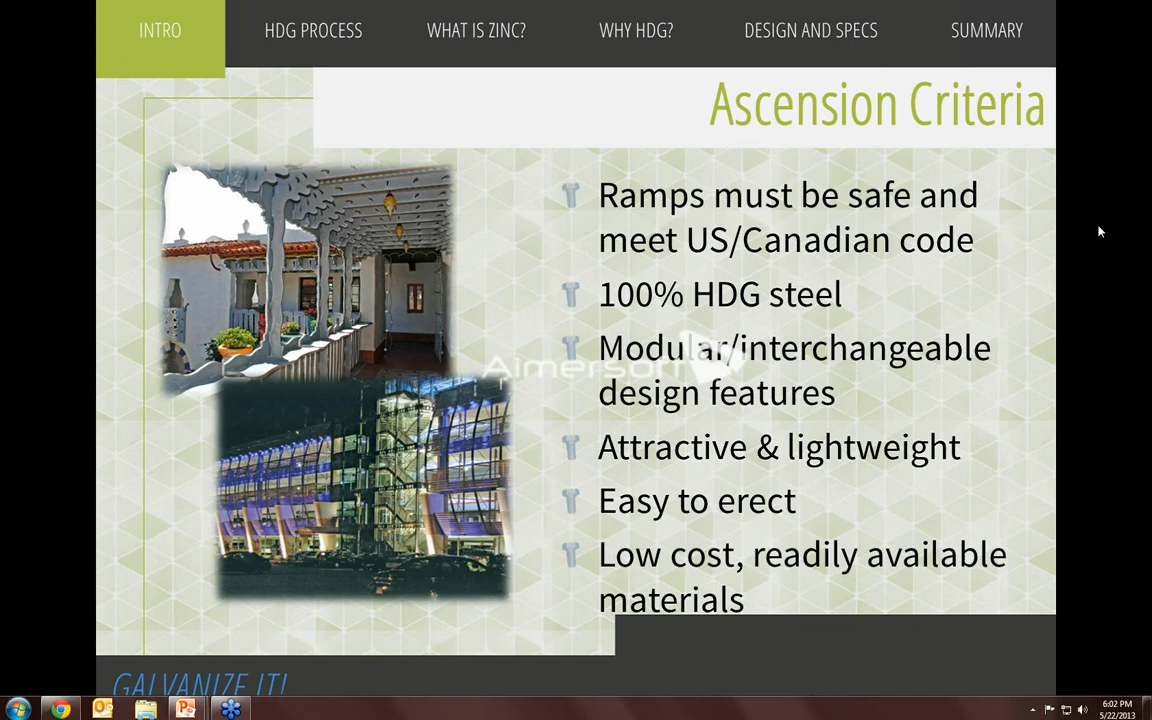 INTRO HDG PROCESS WHAT IS ZINC? WHY HDG? DESIGN AND SPECS SUMMARY
Ascension Criteria
Ramps must be safe and
meet US/Canadian code
100% HDG steel
Modular/interchangeable
design features
Attractive & lightweight
Easy to erect
Low cost, readily available
materials
Aimersoft
GALVANIZE IT!
6:02 PM
5/22/2013